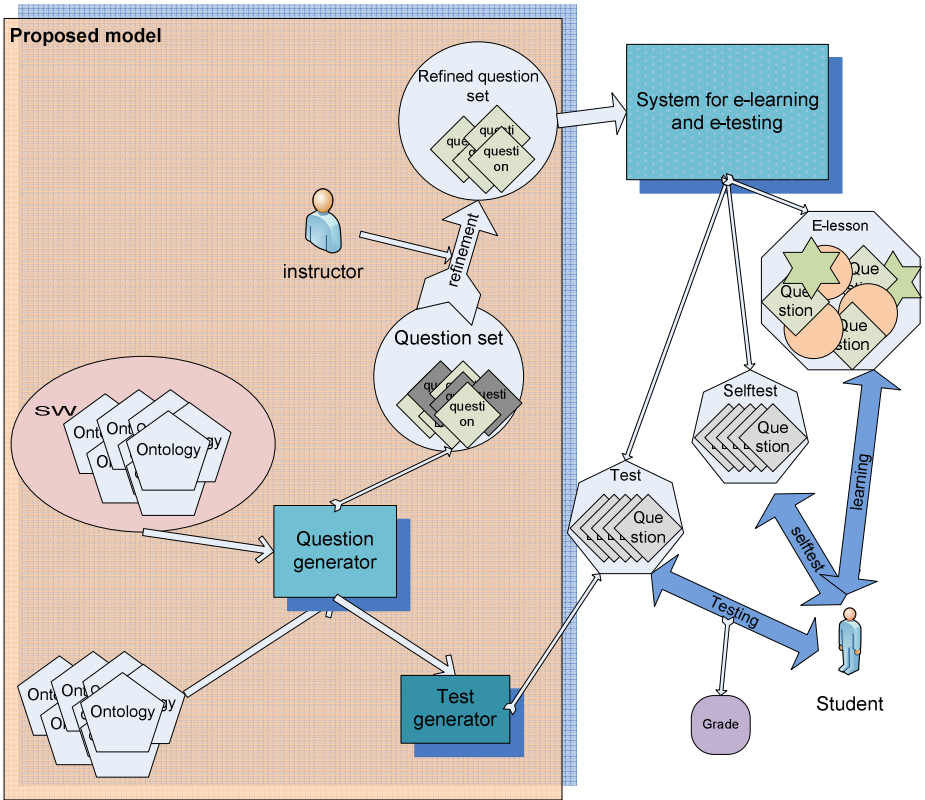 Proposed model
Refined question
set
questi
on
System for e-learning
and e-testing
E-lesson
Que
stion
Que
stion
Que
stion
instructor
refinement
Question set
questi
on
SW
Ontology
Selftest
Que
stion
learning
Test
Que
stion
Question
generator
selftest
Testing
Ontology
Test
generator
Student
Grade